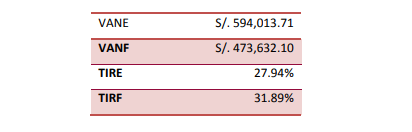 VANE S/. 594,013.71
VANF S/. 473,632.10
TIRE 27.94%
TIRF 31.89%